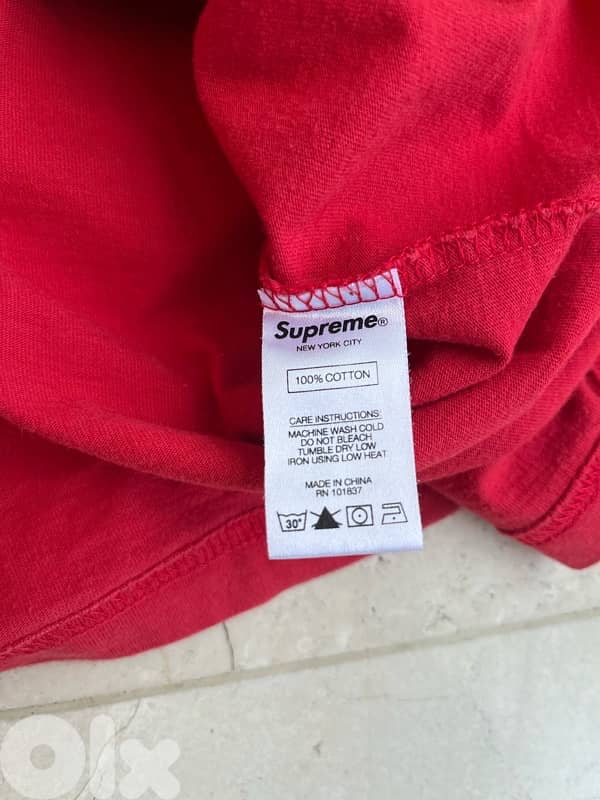 Supreme®
NEW YORK CITY
100% COTTON
CARE INSTRUCTIONS:
MACHINE WASH COLD
DO NOT BLEACH
TUMBLE DRY LOW
IRON USING LOW HEAT
MADE IN CHINA
RN 101837
30°
Olx